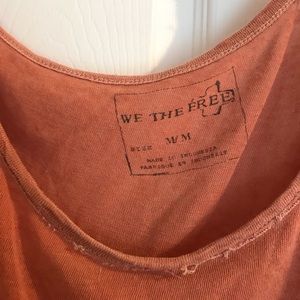 WE THE FREE
SIZE M/M
MADE IN INDONESIA
FABRIQUE EN INDONESIE